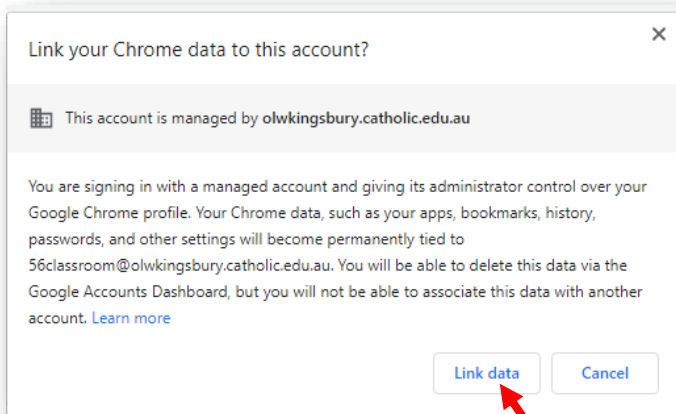 Link your Chrome data to this account?
This account is managed by olwkingsbury.catholic.edu.au
You are signing in with a managed account and giving its administrator control over your
Google Chrome profile. Your Chrome data, such as your apps, bookmarks, history,
passwords, and other settings will become permanently tied to
56classroom@olwkingsbury.catholic.edu.au. You will be able to delete this data via the
Google Accounts Dashboard, but you will not be able to associate this data with another
account. Learn more
Link data Cancel